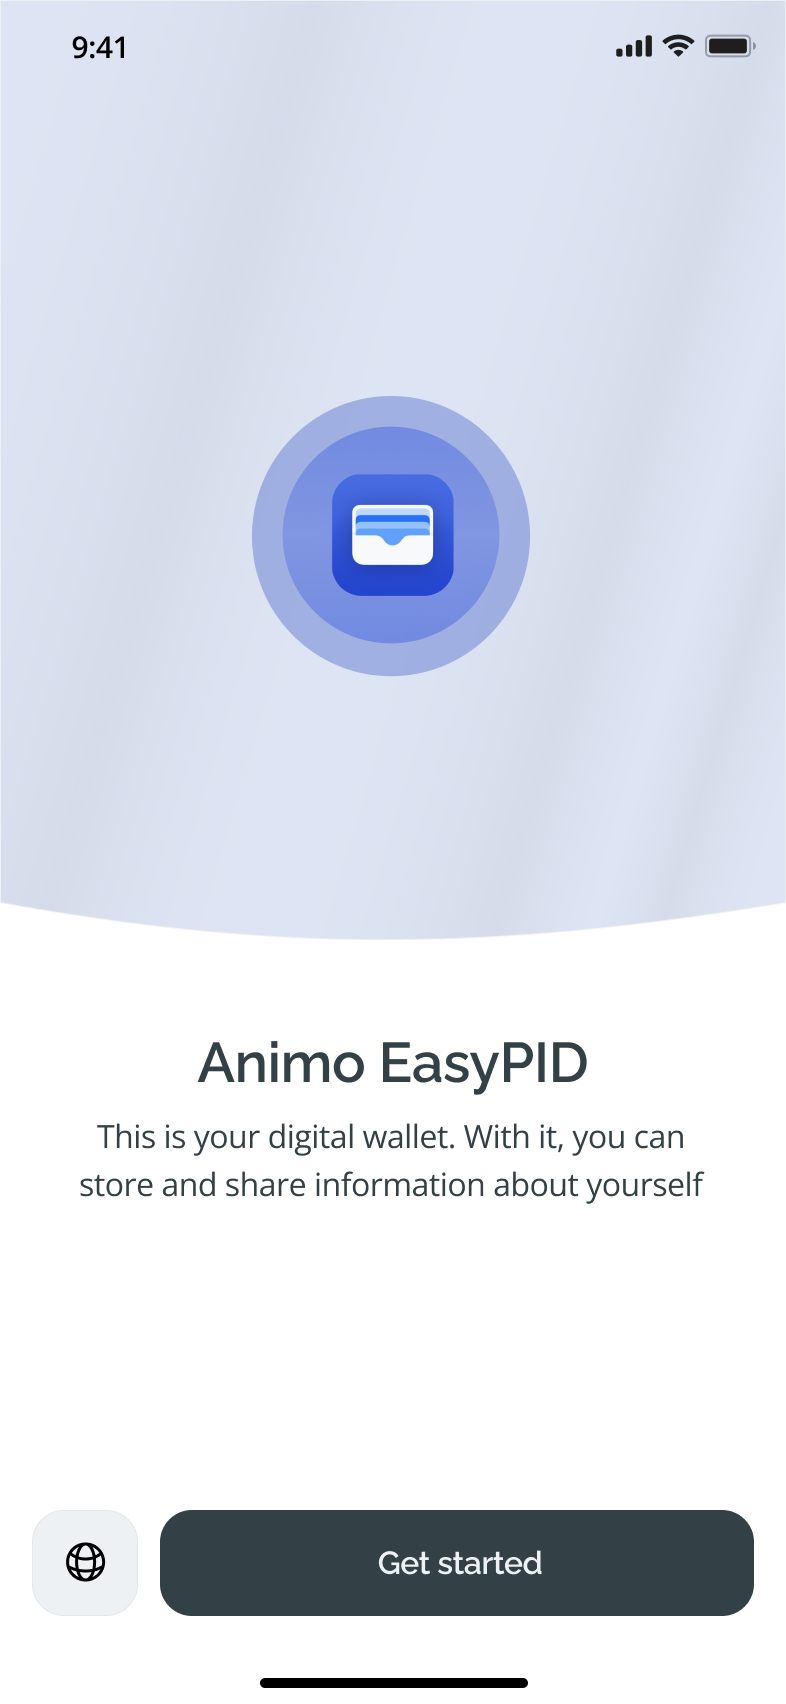 9:41
Animo EasyPID
This is your digital wallet. With it, you can
store and share information about yourself
Get started